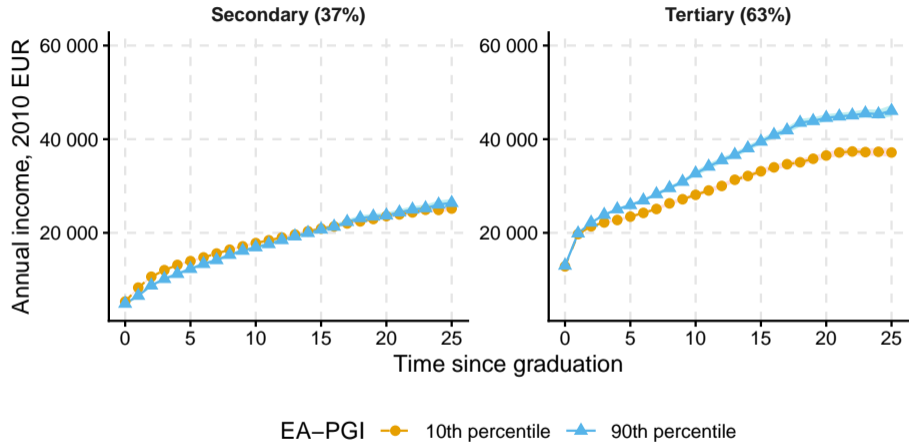 Secondary (37%)
Tertiary (63%)
Annual income, 2010 EUR
60 000
40 000
20 000
60 000
40 000
20 000
0 5 10 15 20 25
0 5 10 15 20 25
Time since graduation
EA−PGI 10th percentile 90th percentile